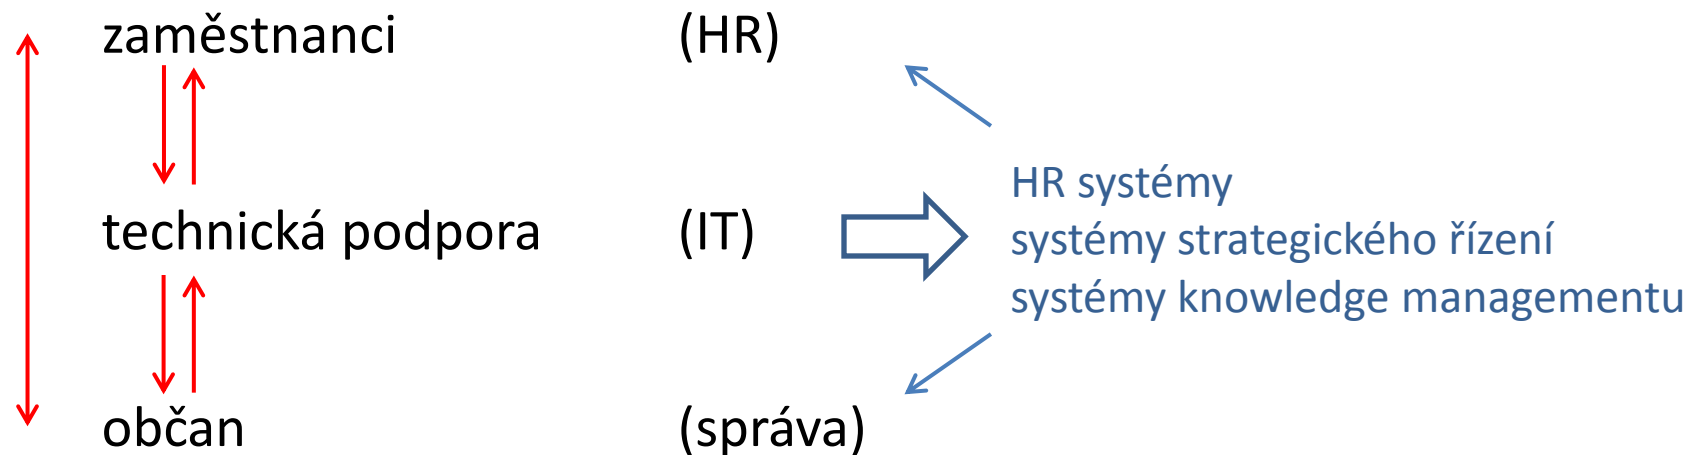 zaměstnanci (HR)
technická podpora (IT)
občan (správa)
HR systémy
systémy strategického řízení
systémy knowledge managementu